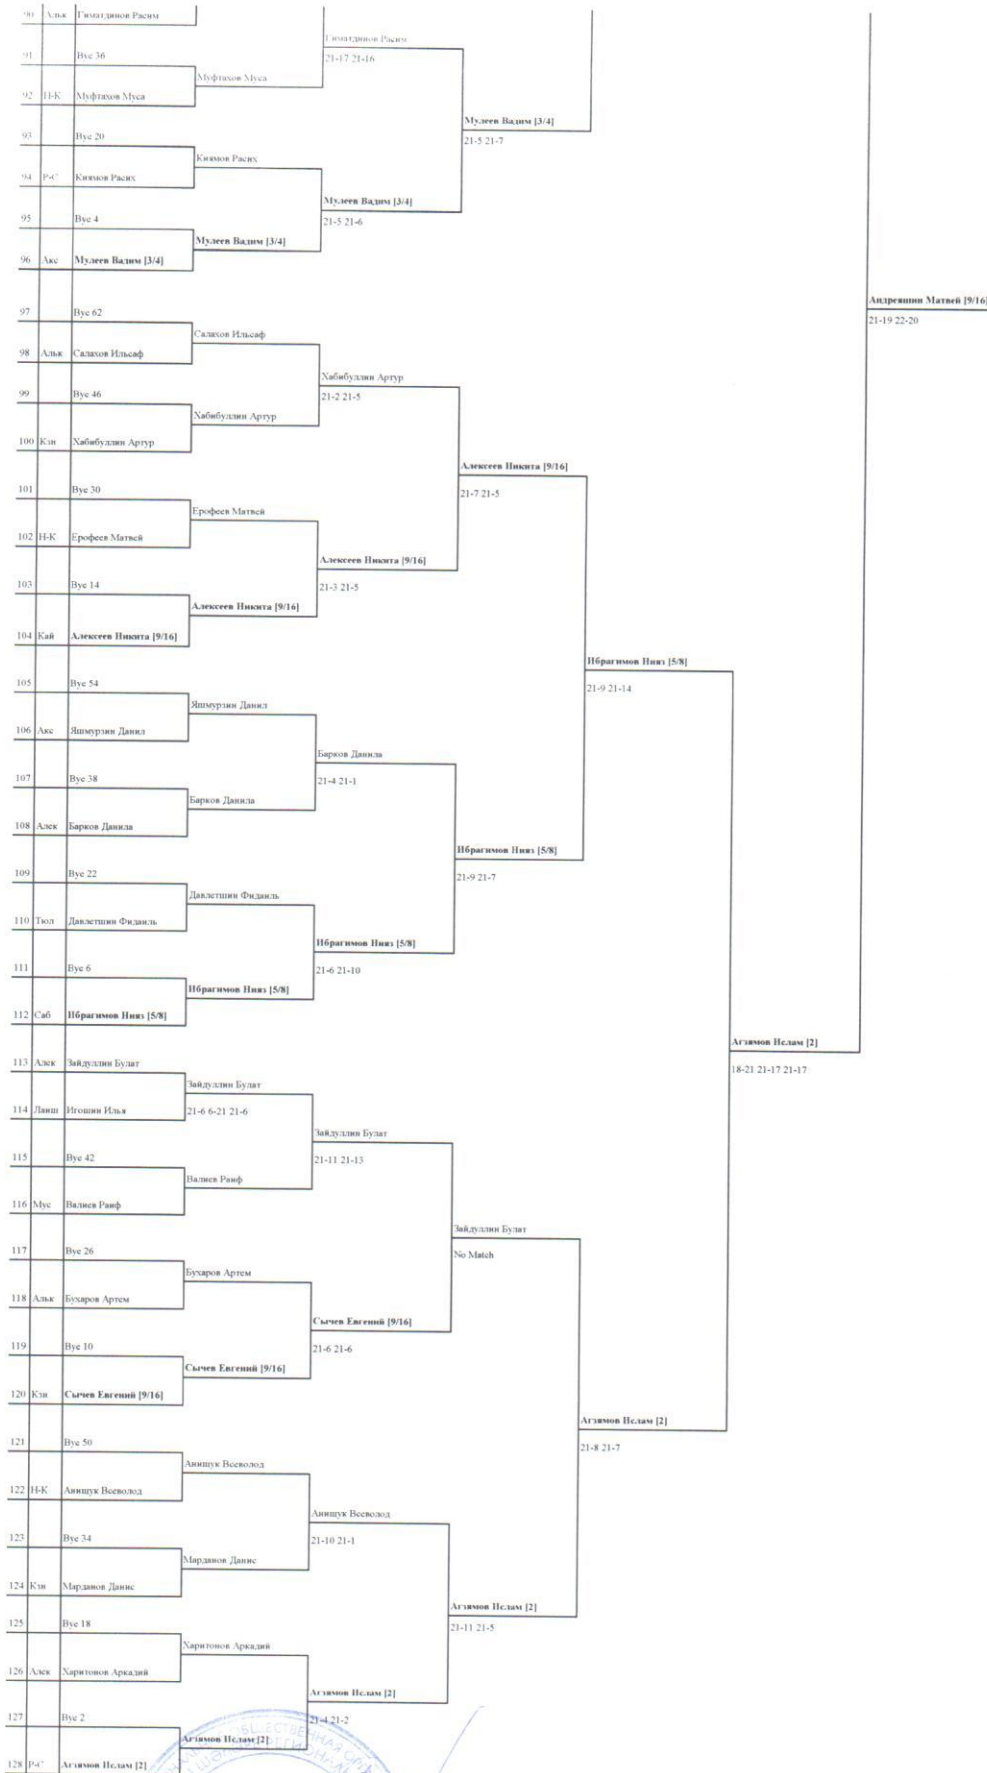 90 Альк Гиматдинов Расим
Гиматдинов Расим
91 Bye 36
21-17 21-16
Муфтахов Муса
92 Н-К Муфтахов Муса
Мулеев Вадим [3/4]
93 Bye 20
21-5 21-7
Киямов Расих
94 Р-С Киямов Расих
Мулеев Вадим [3/4]
95 Bye 4
21-5 21-6
Мулеев Вадим [3/4]
96 Акс Мулеев Вадим [3/4]
Андреяшин Матвей [9/16]
97 Bye 62
21-19 22-20
Салахов Ильсаф
98 Альк Салахов Ильсаф
Хабибуллин Артур
99 Bye 46
21-2 21-5
Хабибуллин Артур
100 Кзн Хабибуллин Артур
Алексеев Никита [9/16]
101 Bye 30
21-7 21-5
Ерофеев Матвей
102 Н-К Ерофеев Матвей
Алексеев Никита [9/16]
103 Bye 14
21-3 21-5
Алексеев Никита [9/16]
104 Кай Алексеев Никита [9/16]
Ибрагимов Нияз [5/8]
105 Bye 54
21-9 21-14
Яшмурзин Данил
106 Акс Яшмурзин Данил
Барков Данила
107 Bye 38
21-4 21-1
Барков Данила
108 Алек Барков Данила
Ибрагимов Нияз [5/8]
109 Bye 22
21-9 21-7
Давлетшин Фиданль
110 Тюл Давлетшин Фиданль
Ибрагимов Нияз [5/8]
111 Bye 6
21-6 21-10
Ибрагимов Нияз [5/8]
112 Саб Ибрагимов Нияз [5/8]
Агзямов Ислам [2]
113 Алек Зайдуллин Булат
18-21 21-17 21-17
Зайдуллин Булат
114 Лаиш Игошин Илья
21-6 6-21 21-6
Зайдуллин Булат
115 Bye 42
21-11 21-13
Валиев Раиф
116 Мус Валиев Раиф
Зайдуллин Булат
117 Bye 26
No Match
Бухаров Артем
118 Альк Бухаров Артем
Сычев Евгений [9/16]
119 Bye 10
21-6 21-6
Сычев Евгений [9/16]
120 Кзн Сычев Евгений [9/16]
Агзямов Ислам [2]
121 Bye 50
21-8 21-7
Анищук Всеволод
122 Н-К Анищук Всеволод
Анищук Всеволод
123 Bye 34
21-10 21-1
Марданов Данис
124 Кзн Марданов Данис
Агзямов Ислам [2]
125 Bye 18
21-11 21-5
Харитонов Аркадий
126 Алек Харитонов Аркадий
Агзямов Ислам [2]
127 Bye 2
21-4 21-2
Агзямов Ислам [2]
128 Р-С Агзямов Ислам [2]